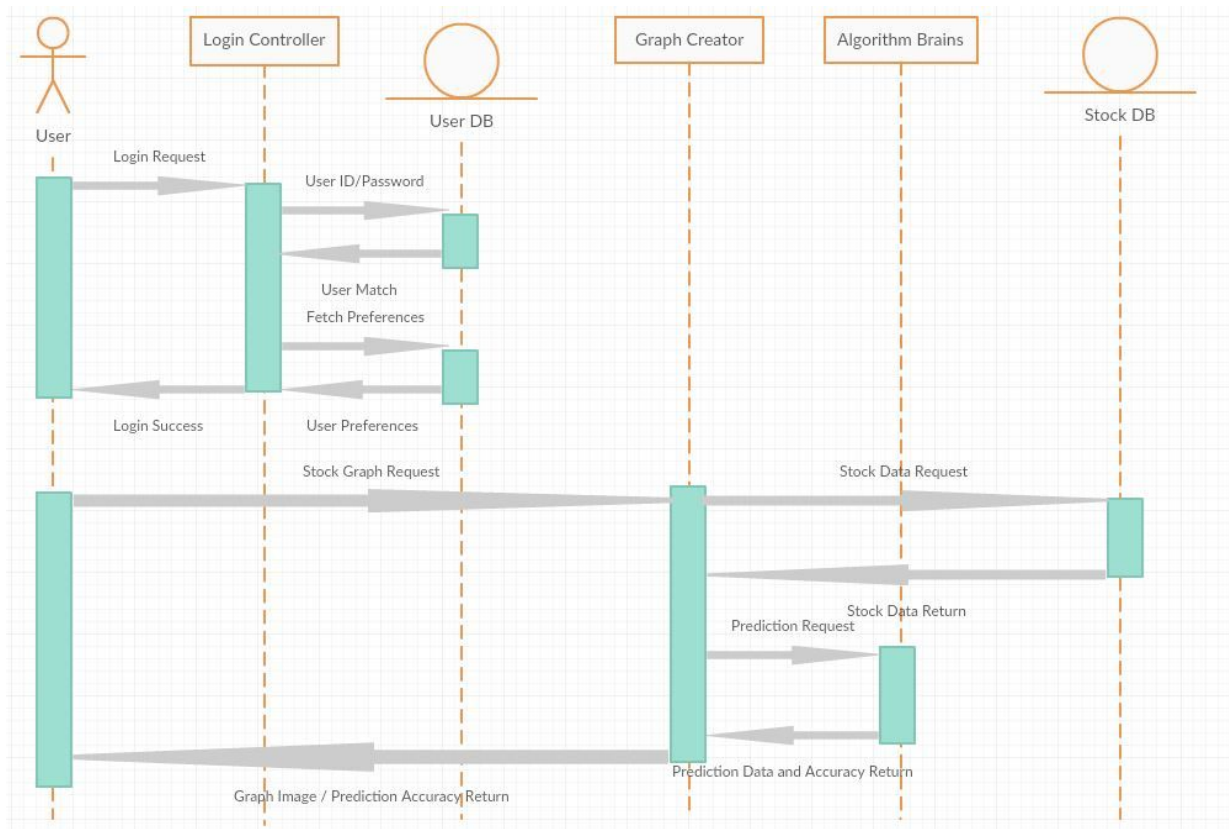 Login Controller
Graph Creator
Algorithm Brains
User DB
Stock DB
User
Login Request
User ID/Password
User Match
Fetch Preferences
Login Success
User Preferences
Stock Graph Request
Stock Data Request
Stock Data Return
Prediction Request
Prediction Data and Accuracy Return
Graph Image / Prediction Accuracy Return